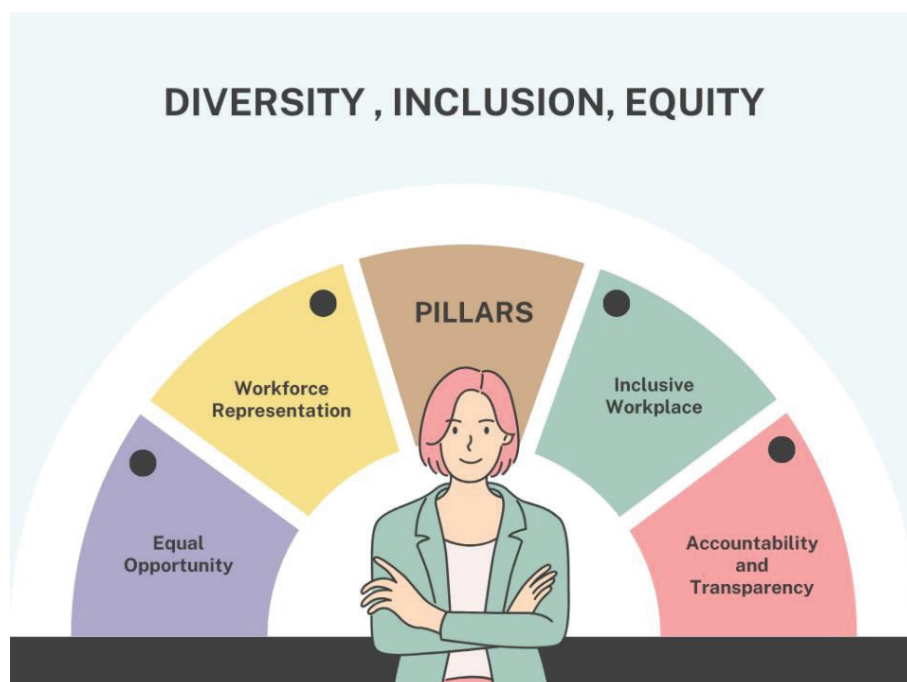 DIVERSITY , INCLUSION, EQUITY
PILLARS
Workforce
Representation
Inclusive
Workplace
Equal
Opportunity
Accountability
and
Transparency